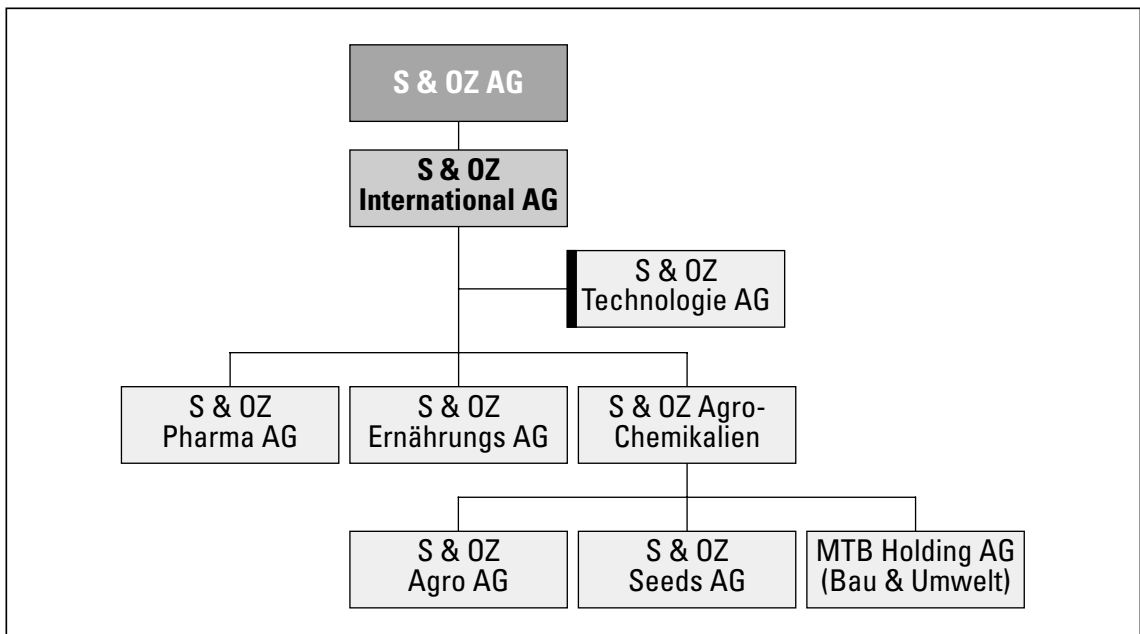 S & OZ AG
S & OZ
International AG
S & OZ
Technologie AG
S & OZ
Pharma AG
S & OZ
Ernährungs AG
S & OZ Agro-
Chemikalien
S & OZ
Agro AG
S & OZ
Seeds AG
MTB Holding AG
(Bau & Umwelt)